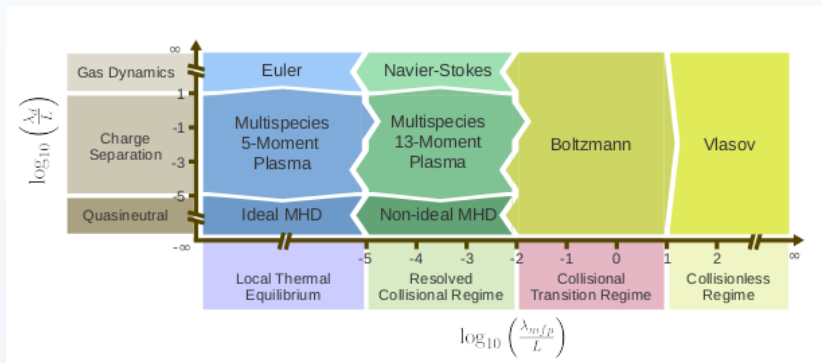 ∞
Gas Dynamics
Euler
Navier-Stokes
1
Charge
Separation
-1
-3
-5
Multispecies
5-Moment
Plasma
Multispecies
13-Moment
Plasma
Boltzmann
Vlasov
log₁₀ (λd/L)
Quasineutral
Ideal MHD
Non-ideal MHD
-∞
-5 -4 -3 -2 -1 0 1 2 ∞
Local Thermal
Equilibrium
Resolved
Collisional Regime
Collisional
Transition Regime
Collisionless
Regime
log₁₀ (λmfp/L)